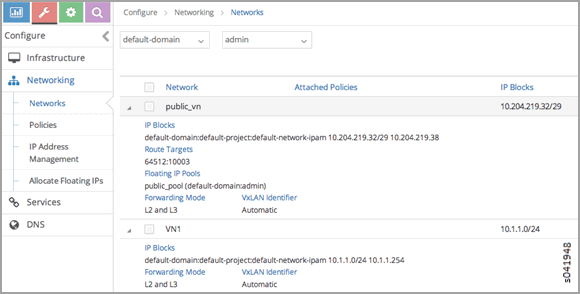 Configure > Networking > Networks
Configure
default-domain admin
Infrastructure
Networking
Networks
Policies
IP Address
Management
Allocate Floating IPs
Services
DNS
Network Attached Policies IP Blocks
public_vn 10.204.219.32/29
IP Blocks
default-domain:default-project:default-network-ipam 10.204.219.32/29 10.204.219.38
Route Targets
64512:10003
Floating IP Pools
public_pool (default-domain:admin)
Forwarding Mode VxLAN Identifier
L2 and L3 Automatic
VN1 10.1.1.0/24
IP Blocks
default-domain:default-project:default-network-ipam 10.1.1.0/24 10.1.1.254
Forwarding Mode VxLAN Identifier
L2 and L3 Automatic
s041948